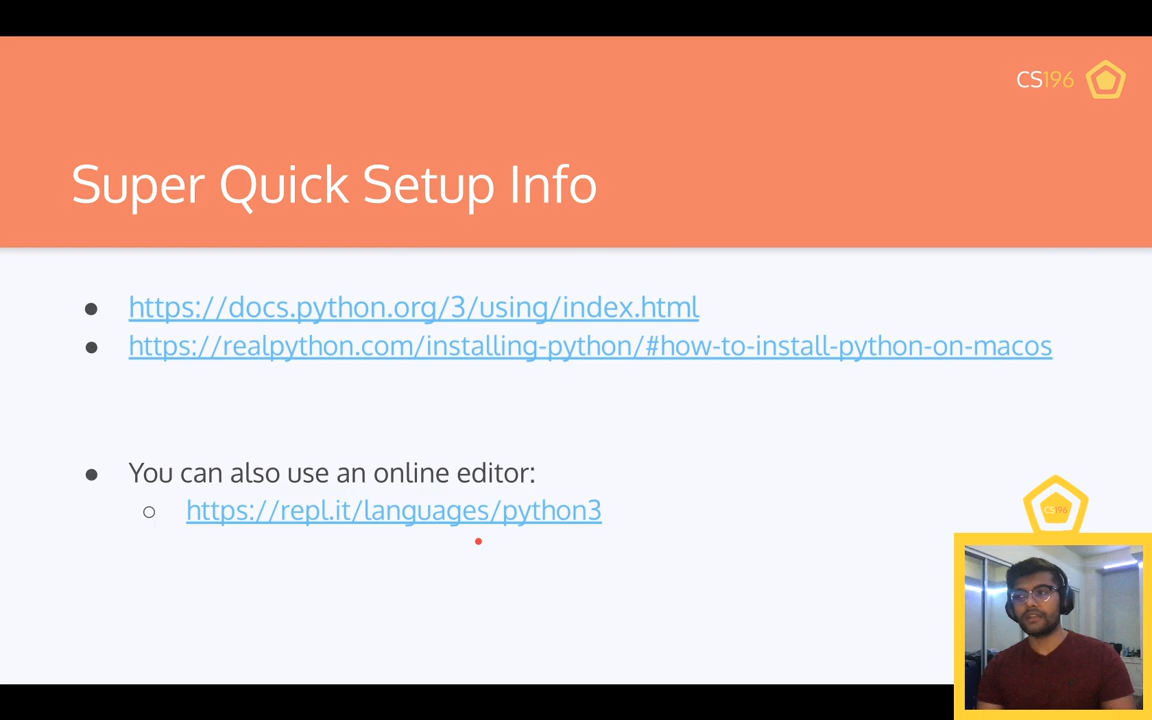 CS196
Super Quick Setup Info
● https://docs.python.org/3/using/index.html
● https://realpython.com/installing-python/#how-to-install-python-on-macos
● You can also use an online editor:
○ https://repl.it/languages/python3
CS196